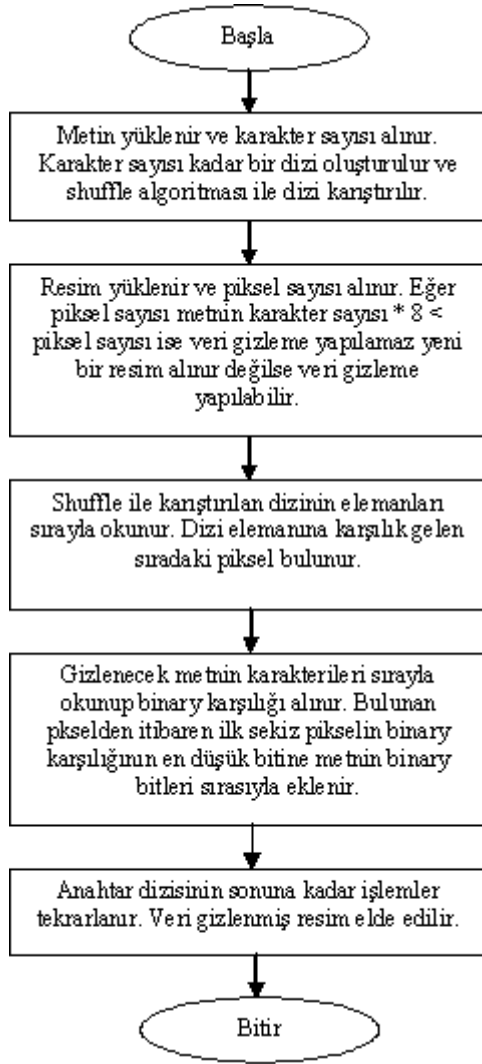 Başla
Metin yüklenir ve karakter sayısı alınır.
Karakter sayısı kadar bir dizi oluşturulur ve
shuffle algoritması ile dizi karıştırılır.
Resim yüklenir ve piksel sayısı alınır. Eğer
piksel sayısı metnin karakter sayısı * 8 <
piksel sayısı ise veri gizleme yapılamaz yeni
bir resim alınır değilse veri gizleme
yapılabilir.
Shuffle ile karıştırılan dizinin elemanları
sırayla okunur. Dizi elemanına karşılık gelen
sıradaki piksel bulunur.
Gizlenecek metnin karakterileri sırayla
okunup binary karşılığı alınır. Bulunan
pkselden itibaren ilk sekiz pikselin binary
karşılığının en düşük bitine metnin binary
bitleri sırasıyla eklenir.
Anahtar dizisinin sonuna kadar işlemler
tekrarlanır. Veri gizlenmiş resim elde edilir.
Bitir